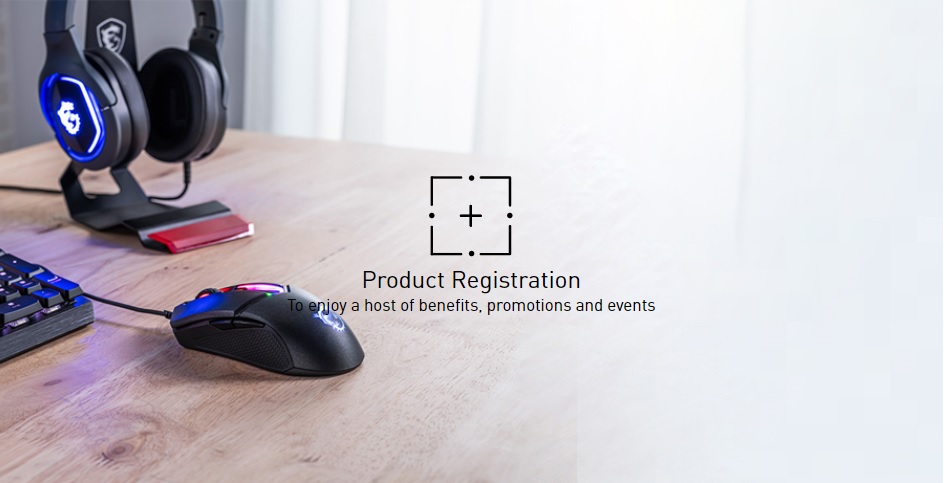 Product Registration
To enjoy a host of benefits, promotions and events